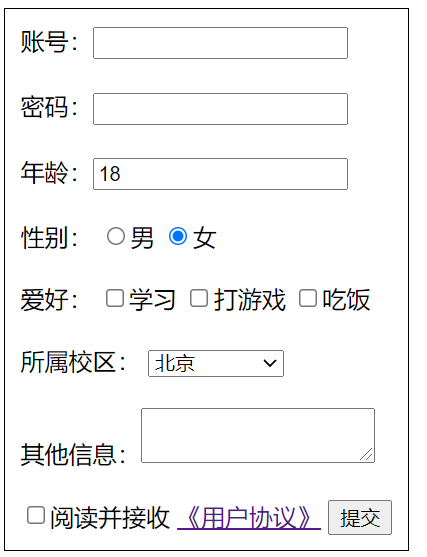 账号：
密码：
年龄：18
性别： 男 女
爱好： 学习 打游戏 吃饭
所属校区： 北京
其他信息：
阅读并接收 《用户协议》 提交